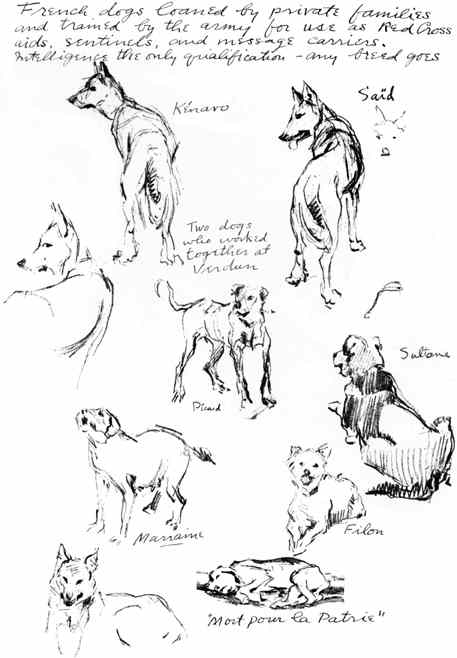 French dogs loaned by private families
and trained by the army for use as Red Cross
aids, sentinels, and message carriers.
Intelligence the only qualification - any breed goes
Kénavo
Saïd
Two dogs
who worked
together at
Verdun
Picard
Sultane
Marraine
Filon
"Mort pour la Patrie"